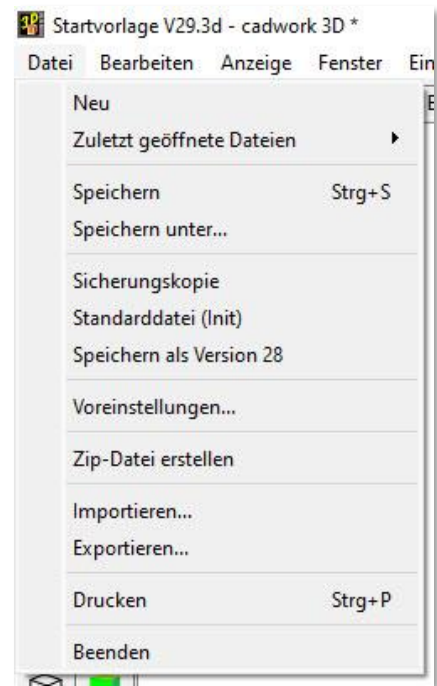 Startvorlage V29.3d - cadwork 3D *
Datei Bearbeiten Anzeige Fenster Ein
Neu
Zuletzt geöffnete Dateien
Speichern Strg+S
Speichern unter...
Sicherungskopie
Standarddatei (Init)
Speichern als Version 28
Voreinstellungen...
Zip-Datei erstellen
Importieren...
Exportieren...
Drucken Strg+P
Beenden